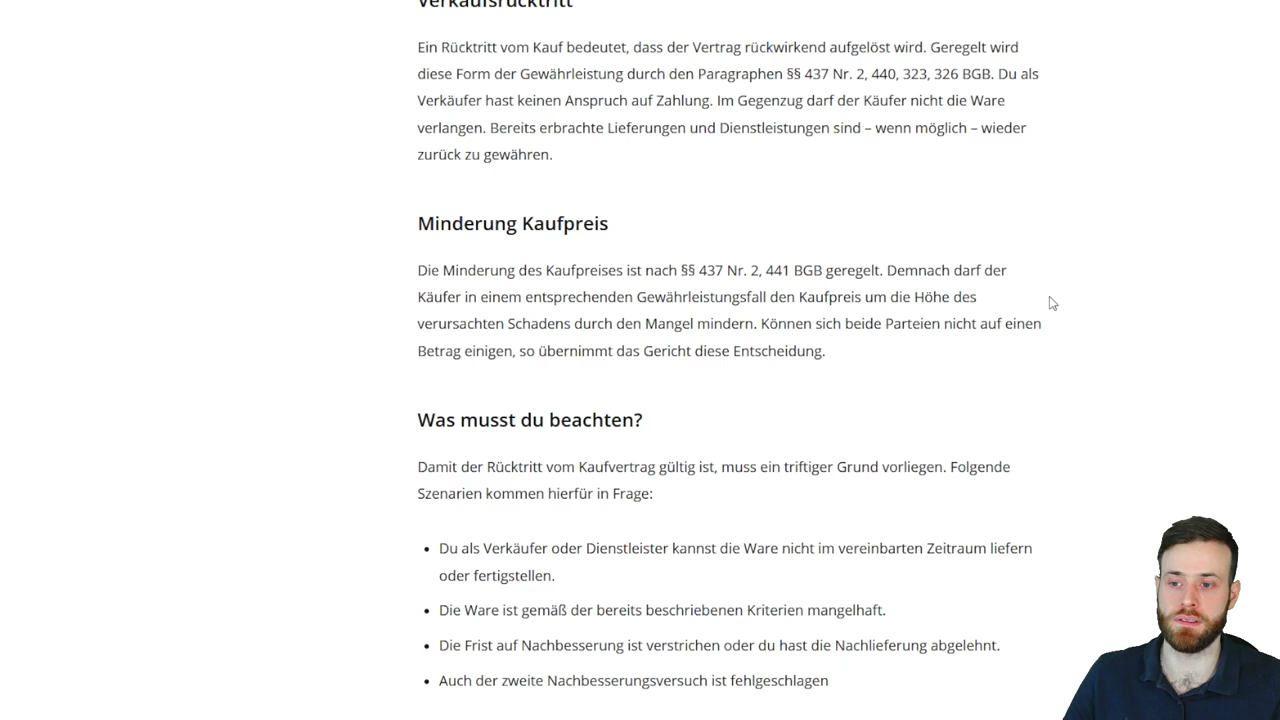 Verkaufsrücktritt
Ein Rücktritt vom Kauf bedeutet, dass der Vertrag rückwirkend aufgelöst wird. Geregelt wird
diese Form der Gewährleistung durch den Paragraphen §§ 437 Nr. 2, 440, 323, 326 BGB. Du als
Verkäufer hast keinen Anspruch auf Zahlung. Im Gegenzug darf der Käufer nicht die Ware
verlangen. Bereits erbrachte Lieferungen und Dienstleistungen sind – wenn möglich – wieder
zurück zu gewähren.
Minderung Kaufpreis
Die Minderung des Kaufpreises ist nach §§ 437 Nr. 2, 441 BGB geregelt. Demnach darf der
Käufer in einem entsprechenden Gewährleistungsfall den Kaufpreis um die Höhe des
verursachten Schadens durch den Mangel mindern. Können sich beide Parteien nicht auf einen
Betrag einigen, so übernimmt das Gericht diese Entscheidung.
Was musst du beachten?
Damit der Rücktritt vom Kaufvertrag gültig ist, muss ein triftiger Grund vorliegen. Folgende
Szenarien kommen hierfür in Frage:
• Du als Verkäufer oder Dienstleister kannst die Ware nicht im vereinbarten Zeitraum liefern
oder fertigstellen.
• Die Ware ist gemäß der bereits beschriebenen Kriterien mangelhaft.
• Die Frist auf Nachbesserung ist verstrichen oder du hast die Nachlieferung abgelehnt.
• Auch der zweite Nachbesserungsversuch ist fehlgeschlagen